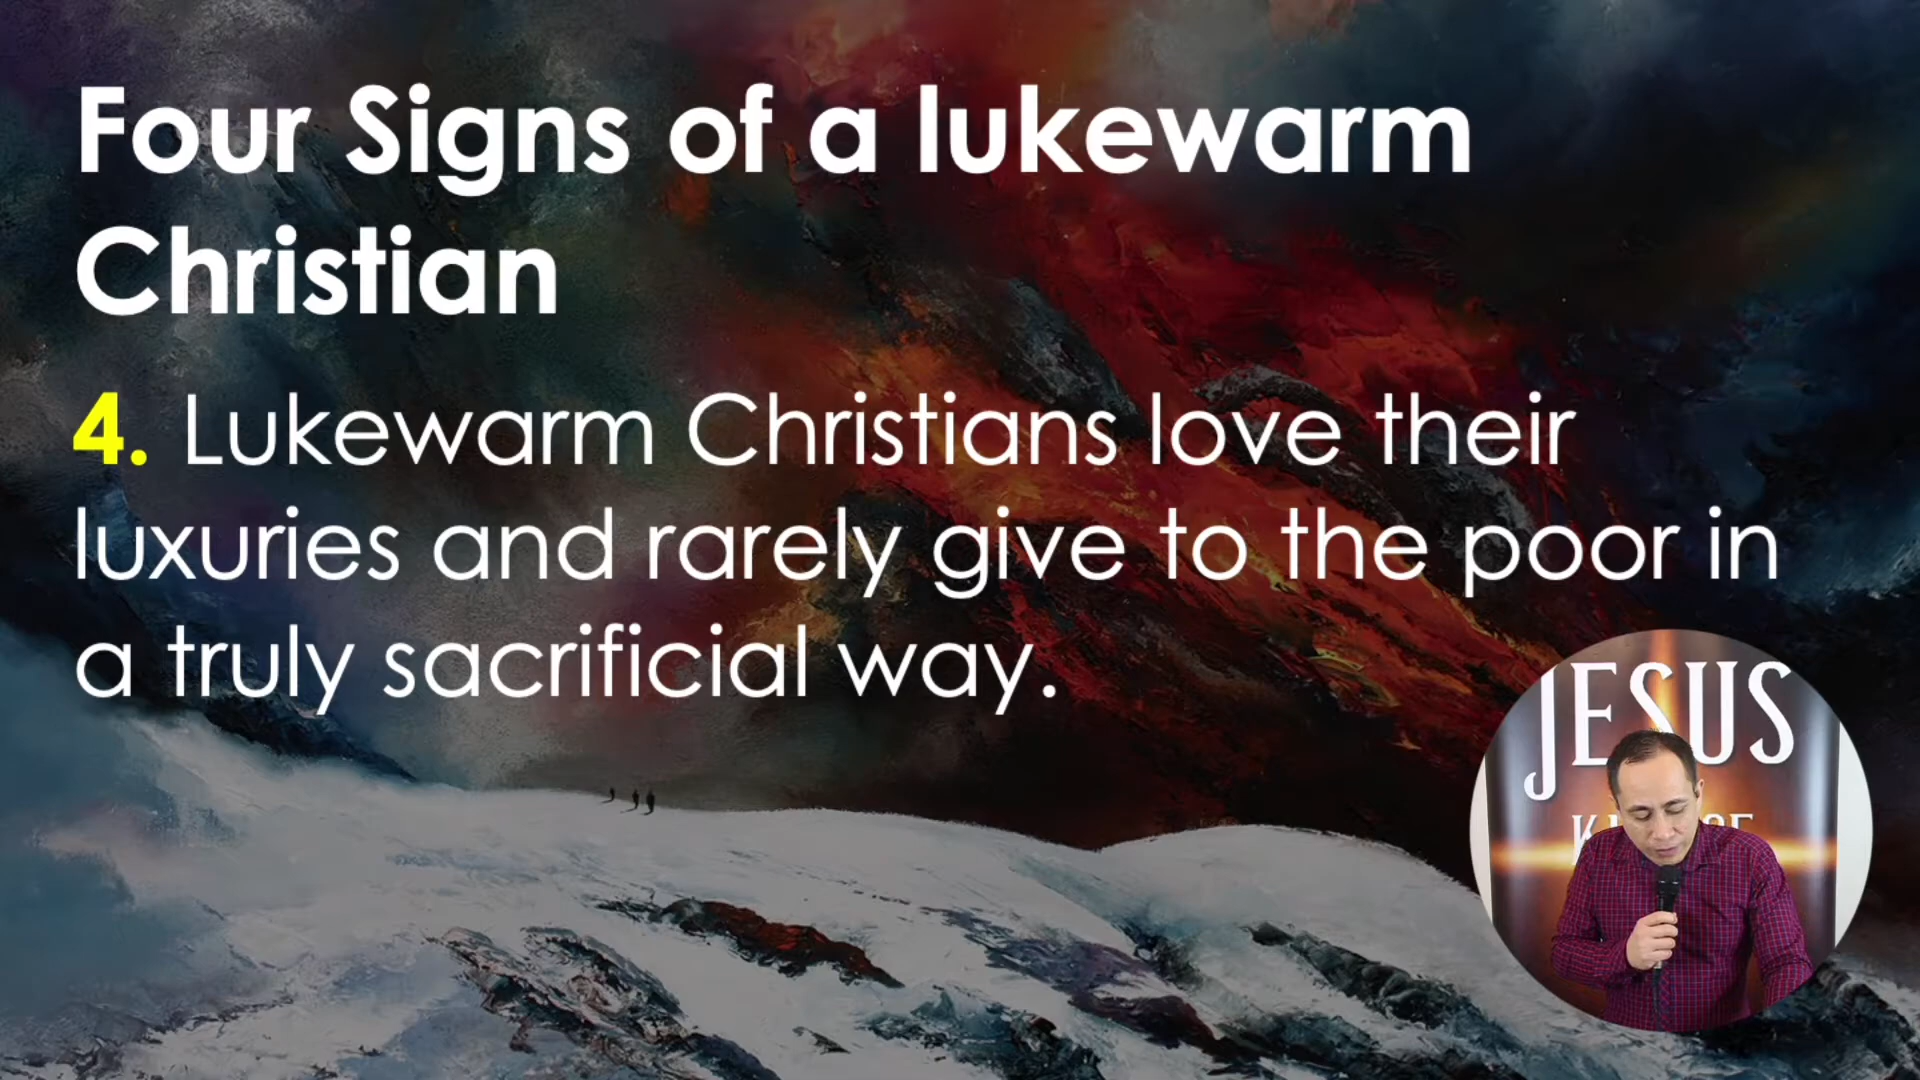 Four Signs of a lukewarm
Christian
4. Lukewarm Christians love their
luxuries and rarely give to the poor in
a truly sacrificial way.
JESUS